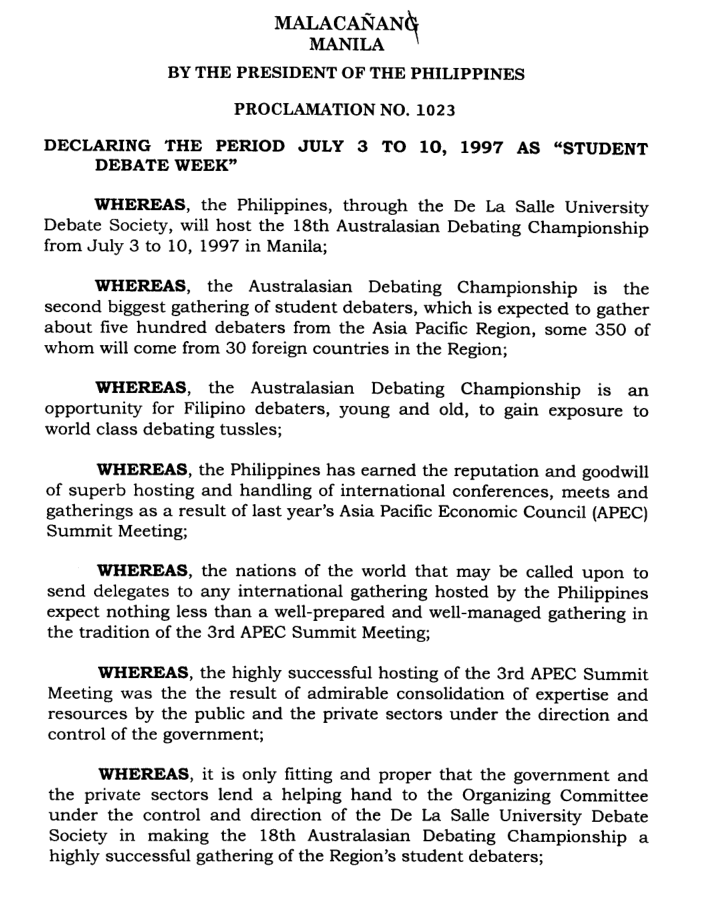 MALACAÑANG
MANILA
BY THE PRESIDENT OF THE PHILIPPINES
PROCLAMATION NO. 1023
DECLARING THE PERIOD JULY 3 TO 10, 1997 AS “STUDENT
DEBATE WEEK”
WHEREAS, the Philippines, through the De La Salle University
Debate Society, will host the 18th Australasian Debating Championship
from July 3 to 10, 1997 in Manila;
WHEREAS, the Australasian Debating Championship is the
second biggest gathering of student debaters, which is expected to gather
about five hundred debaters from the Asia Pacific Region, some 350 of
whom will come from 30 foreign countries in the Region;
WHEREAS, the Australasian Debating Championship is an
opportunity for Filipino debaters, young and old, to gain exposure to
world class debating tussles;
WHEREAS, the Philippines has earned the reputation and goodwill
of superb hosting and handling of international conferences, meets and
gatherings as a result of last year’s Asia Pacific Economic Council (APEC)
Summit Meeting;
WHEREAS, the nations of the world that may be called upon to
send delegates to any international gathering hosted by the Philippines
expect nothing less than a well-prepared and well-managed gathering in
the tradition of the 3rd APEC Summit Meeting;
WHEREAS, the highly successful hosting of the 3rd APEC Summit
Meeting was the the result of admirable consolidation of expertise and
resources by the public and the private sectors under the direction and
control of the government;
WHEREAS, it is only fitting and proper that the government and
the private sectors lend a helping hand to the Organizing Committee
under the control and direction of the De La Salle University Debate
Society in making the 18th Australasian Debating Championship a
highly successful gathering of the Region’s student debaters;